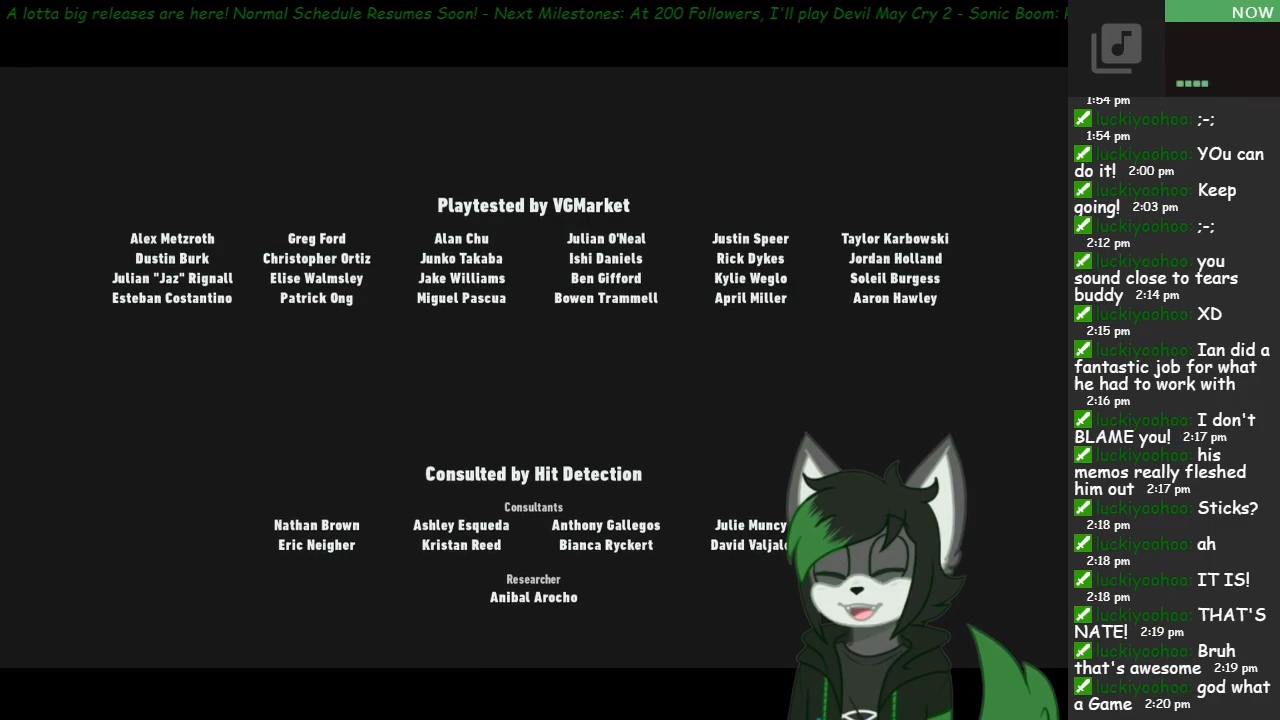 A lotta big releases are here! Normal Schedule Resumes Soon! - Next Milestones: At 200 Followers, I'll play Devil May Cry 2 - Sonic Boom:
NOW
Playtested by VGMarket
Alex Metzroth Greg Ford Alan Chu Julian O'Neal Justin Speer Taylor Karbowski
Dustin Burk Christopher Ortiz Junko Takaba Ishi Daniels Rick Dykes Jordan Holland
Julian "Jaz" Rignall Elise Walmsley Jake Williams Ben Gifford Kylie Weglo Soleil Burgess
Esteban Costantino Patrick Ong Miguel Pascua Bowen Trammell April Miller Aaron Hawley
Consulted by Hit Detection
Consultants
Nathan Brown Ashley Esqueda Anthony Gallegos Julie Muncy
Eric Neigher Kristan Reed Bianca Ryckert David
Researcher
Anibal Arocho
1:54 pm
luckiyoohoo: ;-;
1:54 pm
luckiyoohoo: YOu can
do it! 2:00 pm
luckiyoohoo: Keep
going! 2:03 pm
luckiyoohoo: ;-;
2:12 pm
luckiyoohoo: you
sound close to tears
buddy 2:14 pm
luckiyoohoo: XD
2:15 pm
luckiyoohoo: Ian did a
fantastic job for what
he had to work with
2:16 pm
luckiyoohoo: I don't
BLAME you! 2:17 pm
luckiyoohoo: his
memos really fleshed
him out 2:17 pm
luckiyoohoo: Sticks?
2:18 pm
luckiyoohoo: ah
2:18 pm
luckiyoohoo: IT IS!
2:18 pm
luckiyoohoo: THAT'S
NATE! 2:19 pm
luckiyoohoo: Bruh
that's awesome 2:19 pm
luckiyoohoo: god what
a Game 2:20 pm